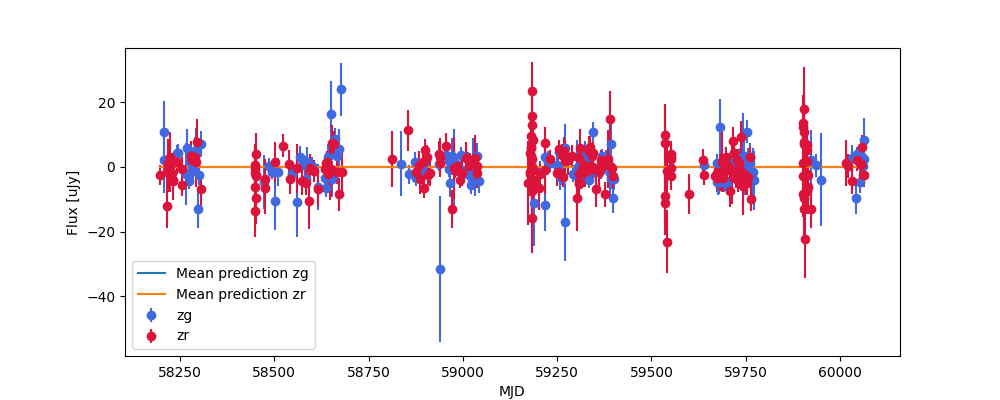 20
0
−20
−40
Flux [uJy]
Mean prediction zg
Mean prediction zr
zg
zr
58250 58500 58750 59000 59250 59500 59750 60000
MJD